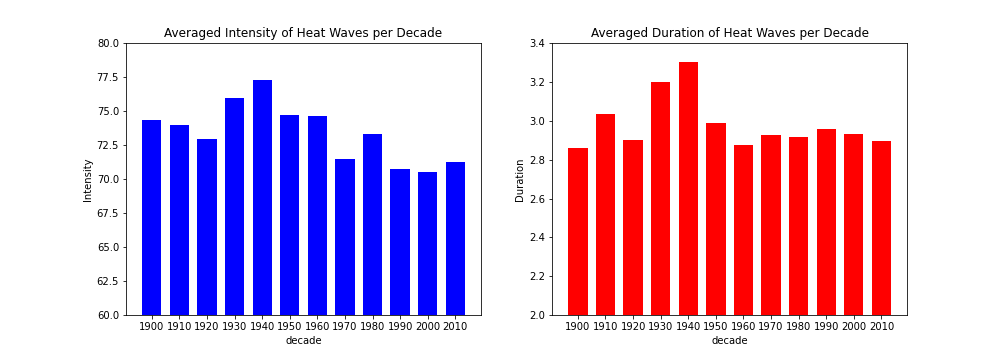 Averaged Intensity of Heat Waves per Decade
80.0
77.5
75.0
72.5
70.0
67.5
65.0
62.5
60.0
Intensity
1900 1910 1920 1930 1940 1950 1960 1970 1980 1990 2000 2010
decade
Averaged Duration of Heat Waves per Decade
3.4
3.2
3.0
2.8
2.6
2.4
2.2
2.0
Duration
1900 1910 1920 1930 1940 1950 1960 1970 1980 1990 2000 2010
decade